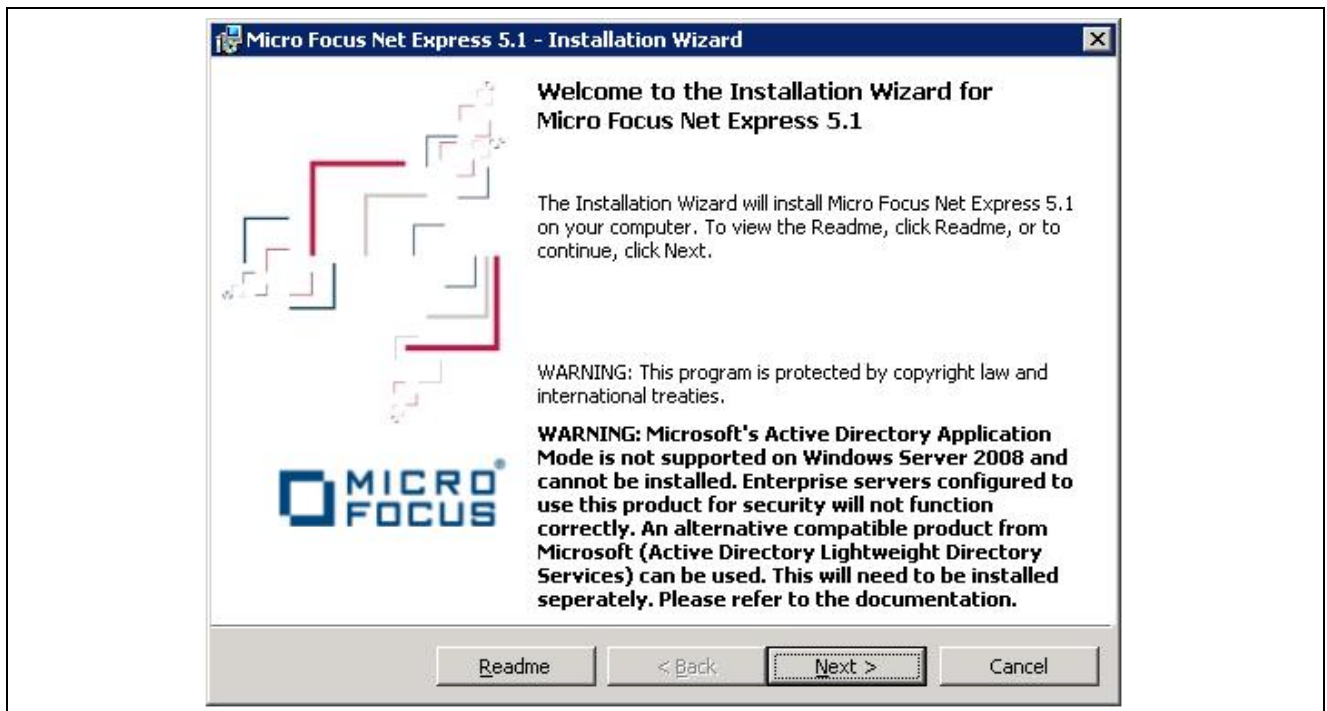 Micro Focus Net Express 5.1 - Installation Wizard
Welcome to the Installation Wizard for
Micro Focus Net Express 5.1
The Installation Wizard will install Micro Focus Net Express 5.1
on your computer. To view the Readme, click Readme, or to
continue, click Next.
WARNING: This program is protected by copyright law and
international treaties.
WARNING: Microsoft's Active Directory Application
Mode is not supported on Windows Server 2008 and
cannot be installed. Enterprise servers configured to
use this product for security will not function
correctly. An alternative compatible product from
Microsoft (Active Directory Lightweight Directory
Services) can be used. This will need to be installed
seperately. Please refer to the documentation.
MICRO®
FOCUS
Readme
< Back
Next >
Cancel